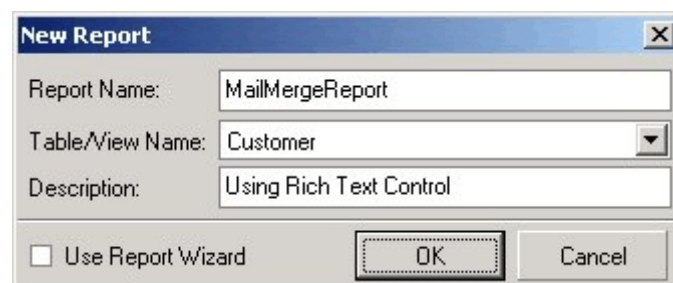 New Report
Report Name: MailMergeReport
Table/View Name: Customer
Description: Using Rich Text Control
Use Report Wizard OK Cancel